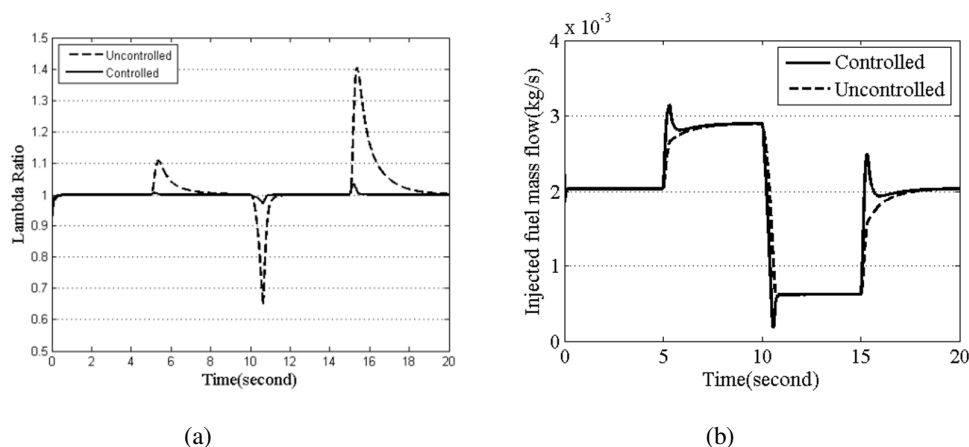 Uncontrolled
Controlled
1.5
1.4
1.3
1.2
1.1
1
0.9
0.8
0.7
0.6
0.5
0 2 4 6 8 10 12 14 16 18 20
Lambda Ratio
Time(second)
(a)
x 10⁻³
Controlled
Uncontrolled
4
3
2
1
0
0 5 10 15 20
Injected fuel mass flow(kg/s)
Time(second)
(b)